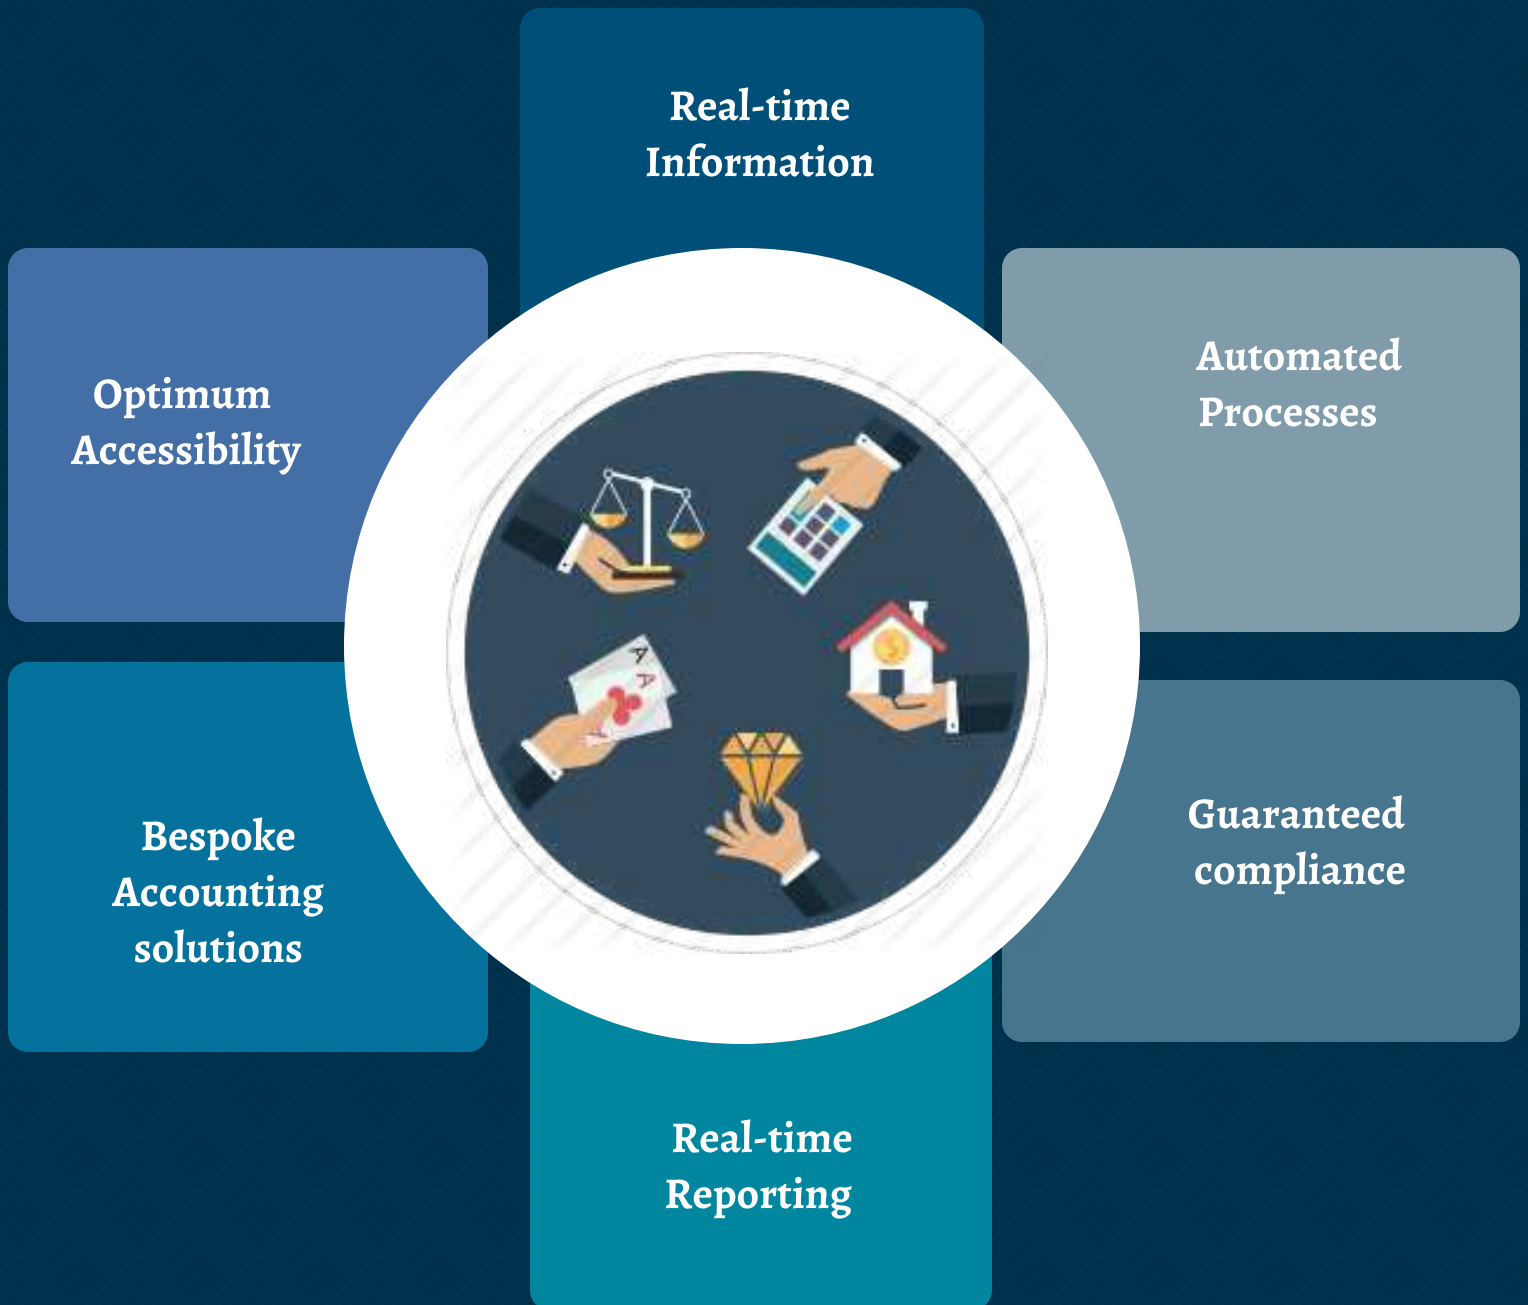 Real-time
Information
Optimum
Accessibility
Automated
Processes
A
A
Bespoke
Accounting
solutions
Guaranteed
compliance
Real-time
Reporting